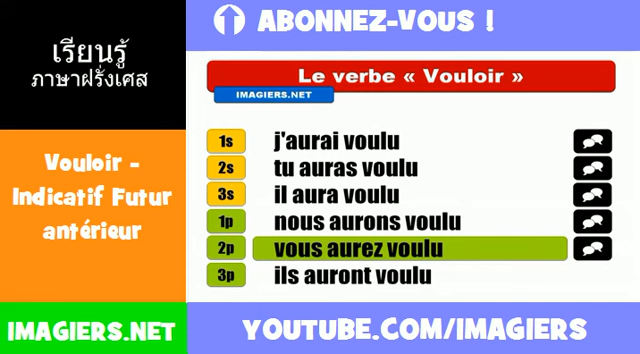 เรียนรู้
ภาษาฝรั่งเศส
Vouloir -
Indicatif Futur
antérieur
IMAGIERS.NET
ABONNEZ-VOUS !
Le verbe « Vouloir »
IMAGIERS.NET
1s j'aurai voulu
2s tu auras voulu
3s il aura voulu
1p nous aurons voulu
2p vous aurez voulu
3p ils auront voulu
YOUTUBE.COM/IMAGIERS